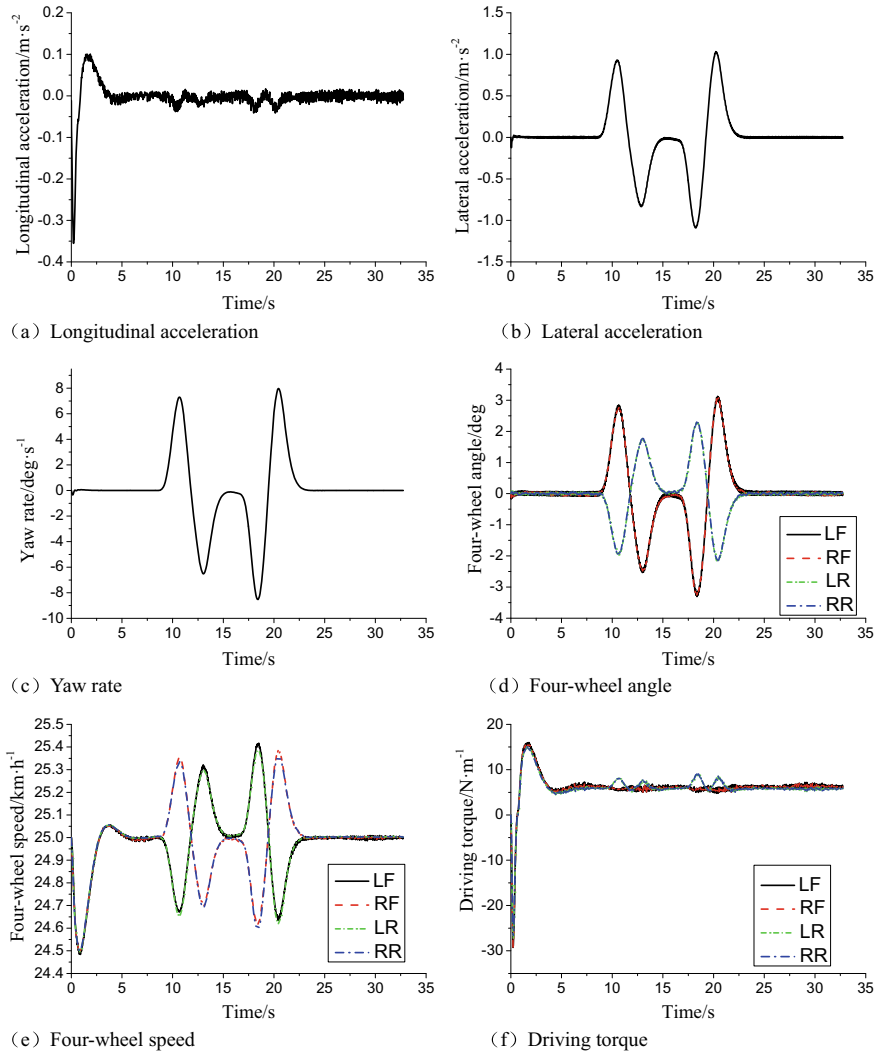 Longitudinal acceleration/m·s⁻²
0.2
0.1
0.0
-0.1
-0.2
-0.3
-0.4
0 5 10 15 20 25 30 35
Time/s
（a）Longitudinal acceleration
Lateral acceleration/m·s⁻²
1.5
1.0
0.5
0.0
-0.5
-1.0
-1.5
0 5 10 15 20 25 30 35
Time/s
（b）Lateral acceleration
Yaw rate/deg·s⁻¹
8
6
4
2
0
-2
-4
-6
-8
-10
0 5 10 15 20 25 30 35
Time/s
（c）Yaw rate
Four-wheel angle/deg
4
3
2
1
0
-1
-2
-3
-4
0 5 10 15 20 25 30 35
LF
RF
LR
RR
Time/s
（d）Four-wheel angle
Four-wheel speed/km·h⁻¹
25.5
25.4
25.3
25.2
25.1
25.0
24.9
24.8
24.7
24.6
24.5
24.4
0 5 10 15 20 25 30 35
LF
RF
LR
RR
Time/s
（e）Four-wheel speed
Driving torque/N·m⁻¹
20
10
0
-10
-20
-30
0 5 10 15 20 25 30 35
LF
RF
LR
RR
Time/s
（f）Driving torque